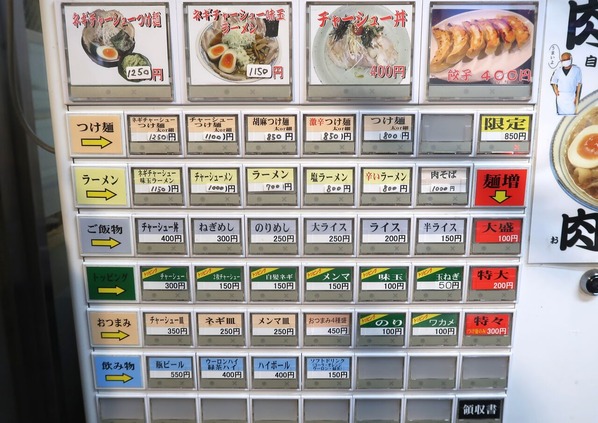 ネギチャーシューつけ麺
1250円
ネギチャーシュー味玉
ラーメン
1150円
チャーシュー丼
400円
餃子 400円
肉
自
つけ麺
ネギチャーシュー
つけ麺
1250円
チャーシュー
つけ麺
1100円
胡麻つけ麺
850円
激辛つけ麺
850円
つけ麺
800円
限定
850円
ラーメン
ネギチャーシュー
味玉ラーメン
1150円
チャーシューメン
1000円
ラーメン
700円
塩ラーメン
800円
辛いラーメン
800円
肉そば
1000円
麺増
ご飯物
チャーシュー丼
400円
ねぎめし
300円
のりめし
250円
大ライス
250円
ライス
200円
半ライス
150円
大盛
100円
お肉
トッピング
チャーシュー
300円
150円
白髪ネギ
150円
メンマ
150円
味玉
100円
玉ねぎ
50円
特大
200円
おつまみ
チャーシュー皿
350円
ネギ皿
250円
メンマ皿
250円
おつまみ4種盛
450円
のり
100円
ワカメ
100円
特々
300円
飲み物
瓶ビール
550円
ウーロンハイ
緑茶ハイ
400円
ハイボール
400円
ソフトドリンク
150円
領収書